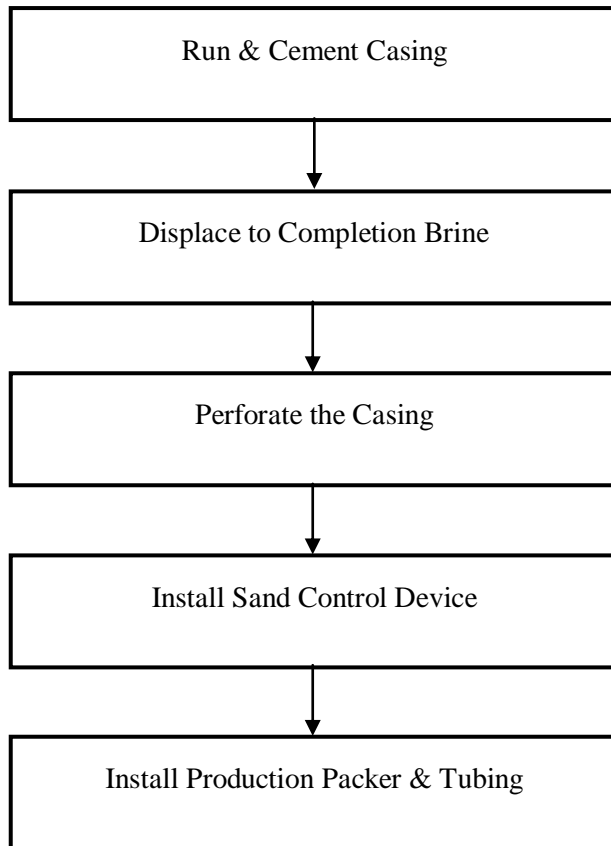 Run & Cement Casing
Displace to Completion Brine
Perforate the Casing
Install Sand Control Device
Install Production Packer & Tubing